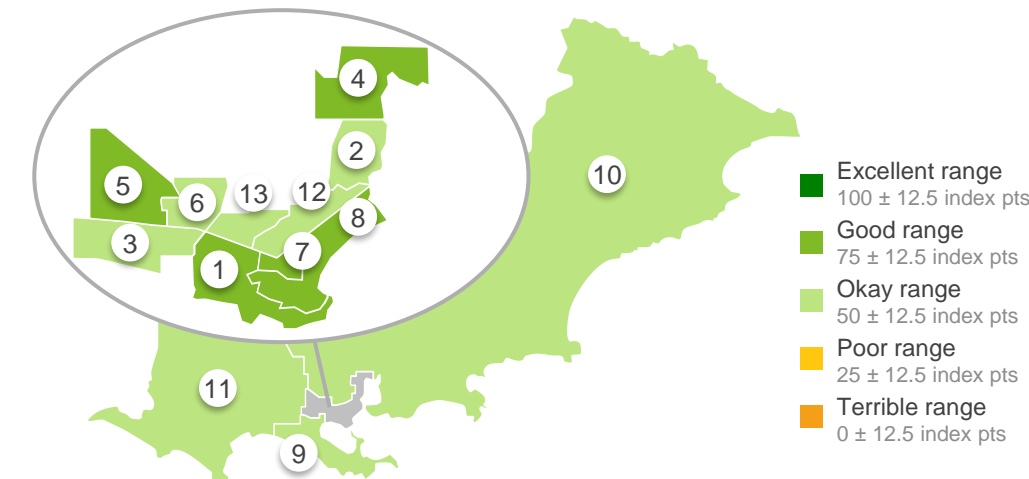 4
2
5
12
13
6
8
3
7
1
10
11
9
Excellent range
100 ± 12.5 index pts
Good range
75 ± 12.5 index pts
Okay range
50 ± 12.5 index pts
Poor range
25 ± 12.5 index pts
Terrible range
0 ± 12.5 index pts